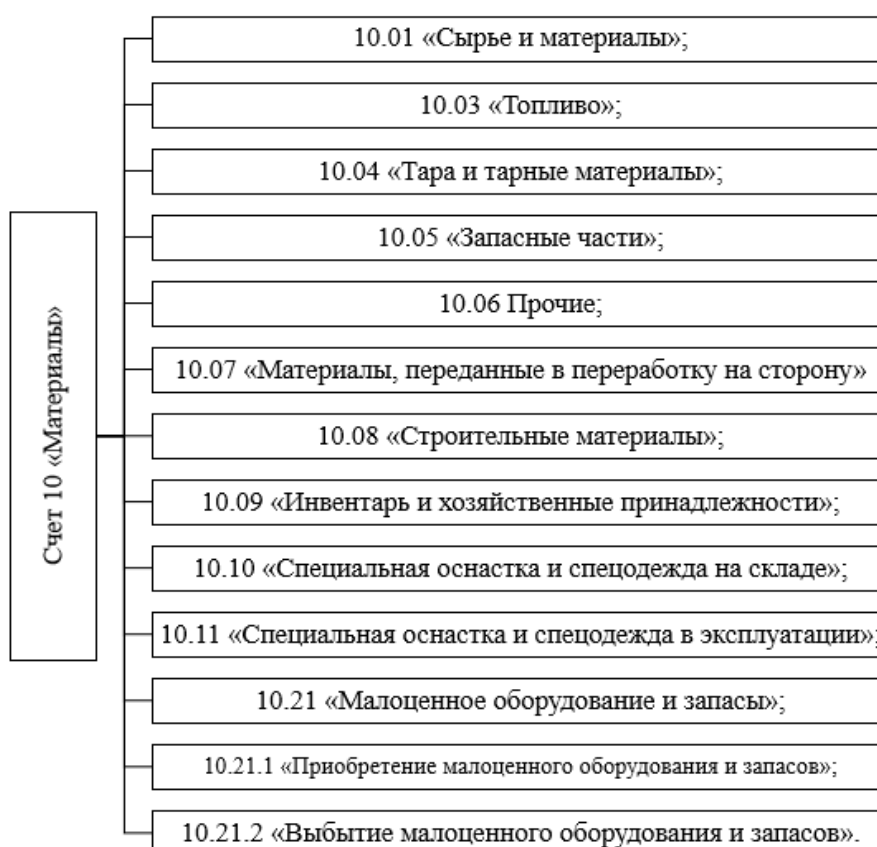 Счет 10 «Материалы»
10.01 «Сырье и материалы»;
10.03 «Топливо»;
10.04 «Тара и тарные материалы»;
10.05 «Запасные части»;
10.06 Прочие;
10.07 «Материалы, переданные в переработку на сторону»
10.08 «Строительные материалы»;
10.09 «Инвентарь и хозяйственные принадлежности»;
10.10 «Специальная оснастка и спецодежда на складе»;
10.11 «Специальная оснастка и спецодежда в эксплуатации»;
10.21 «Малоценное оборудование и запасы»;
10.21.1 «Приобретение малоценного оборудования и запасов»;
10.21.2 «Выбытие малоценного оборудования и запасов».